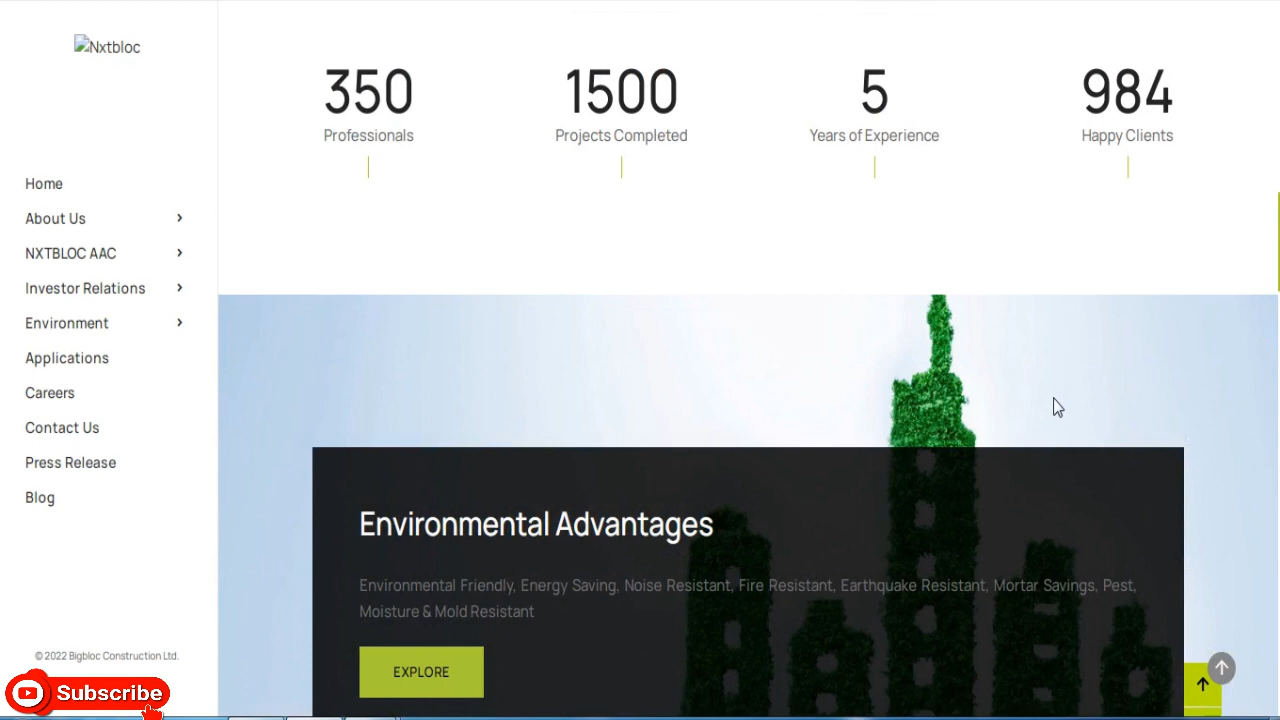 Nxtbloc
Home
About Us
NXTBLOC AAC
Investor Relations
Environment
Applications
Careers
Contact Us
Press Release
Blog
© 2022 Bigbloc Construction Ltd.
Subscribe
350
Professionals
1500
Projects Completed
5
Years of Experience
984
Happy Clients
Environmental Advantages
Environmental Friendly, Energy Saving, Noise Resistant, Fire Resistant, Earthquake Resistant, Mortar Savings, Pest,
Moisture & Mold Resistant
EXPLORE